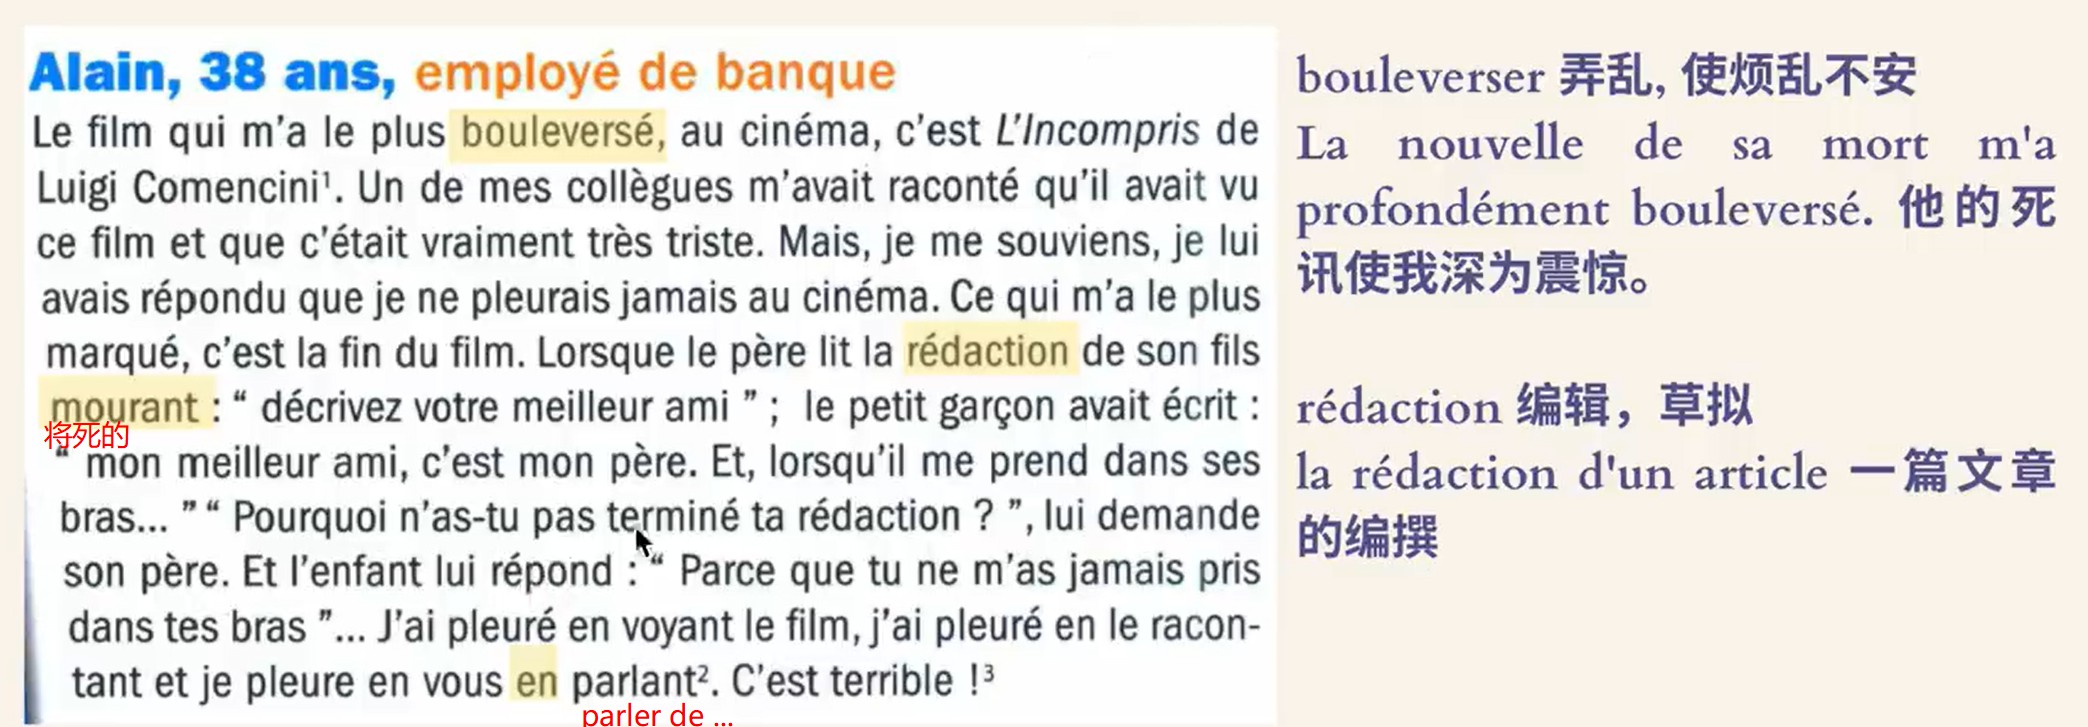 Alain, 38 ans, employé de banque
Le film qui m'a le plus bouleversé, au cinéma, c'est L'Incompris de
Luigi Comencini¹. Un de mes collègues m'avait raconté qu'il avait vu
ce film et que c'était vraiment très triste. Mais, je me souviens, je lui
avais répondu que je ne pleurais jamais au cinéma. Ce qui m'a le plus
marqué, c'est la fin du film. Lorsque le père lit la rédaction de son fils
mourant : “ décrivez votre meilleur ami ” ; le petit garçon avait écrit :
将死的
“ mon meilleur ami, c'est mon père. Et, lorsqu'il me prend dans ses
bras... ” “ Pourquoi n'as-tu pas terminé ta rédaction ? ”, lui demande
son père. Et l'enfant lui répond : “ Parce que tu ne m'as jamais pris
dans tes bras ”... J'ai pleuré en voyant le film, j'ai pleuré en le racon-
tant et je pleure en vous en parlant². C'est terrible !³
parler de ...
bouleverser 弄乱, 使烦乱不安
La nouvelle de sa mort m'a
profondément bouleversé. 他的死
讯使我深为震惊。
rédaction 编辑，草拟
la rédaction d'un article 一篇文章
的编撰